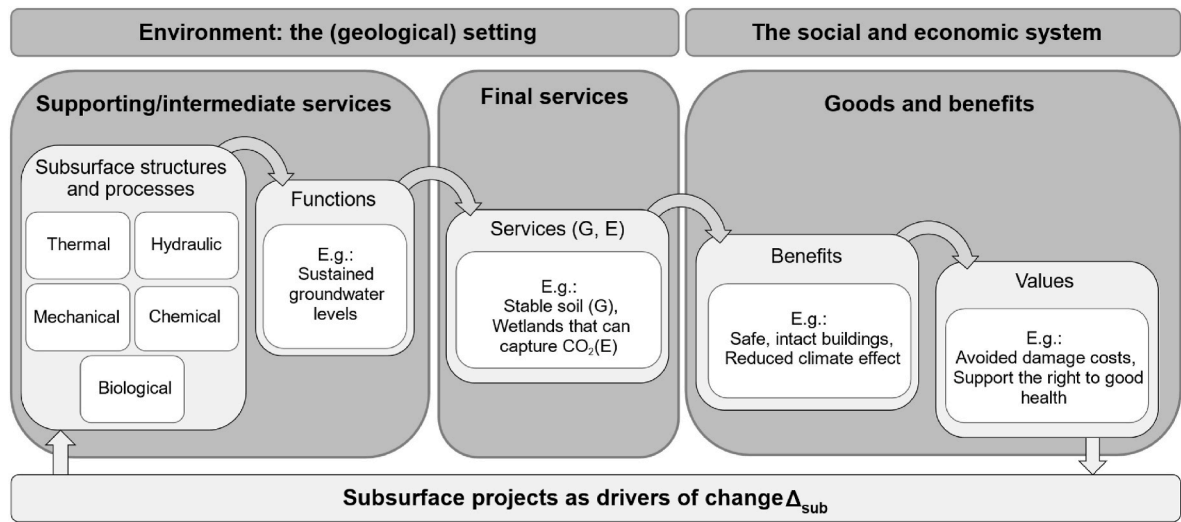 Environment: the (geological) setting
The social and economic system
Supporting/intermediate services
Subsurface structures
and processes
Thermal
Hydraulic
Mechanical
Chemical
Biological
Functions
E.g.:
Sustained
groundwater
levels
Final services
Services (G, E)
E.g.:
Stable soil (G),
Wetlands that can
capture CO₂(E)
Goods and benefits
Benefits
E.g.:
Safe, intact buildings,
Reduced climate effect
Values
E.g.:
Avoided damage costs,
Support the right to good
health
Subsurface projects as drivers of change Δsub